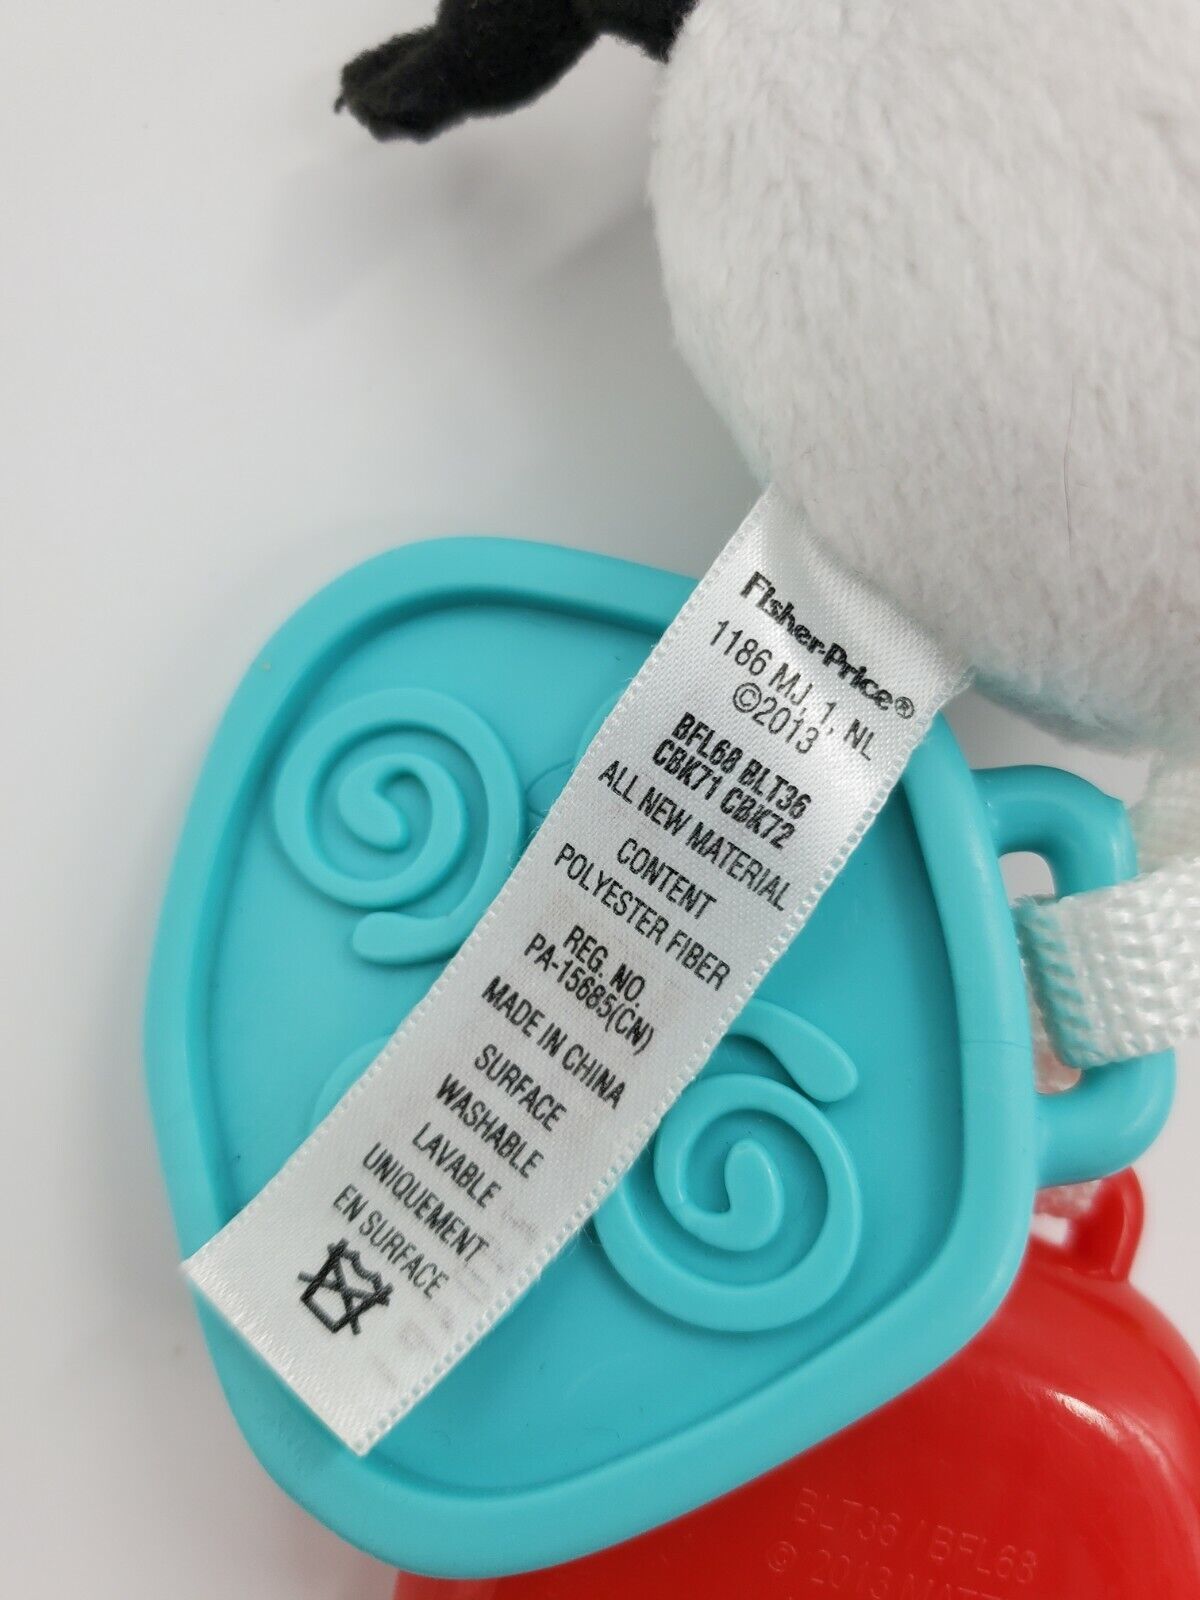 Fisher-Price®
1186 MJ, 1, NL
©2013
BFL68 BLT36
CBK71 CBK72
ALL NEW MATERIAL
CONTENT
POLYESTER FIBER
REG. NO.
PA-15685(CN)
MADE IN CHINA
SURFACE
WASHABLE
LAVABLE
UNIQUEMENT
EN SURFACE
BLT36 / BFL68
© 2013 MATT